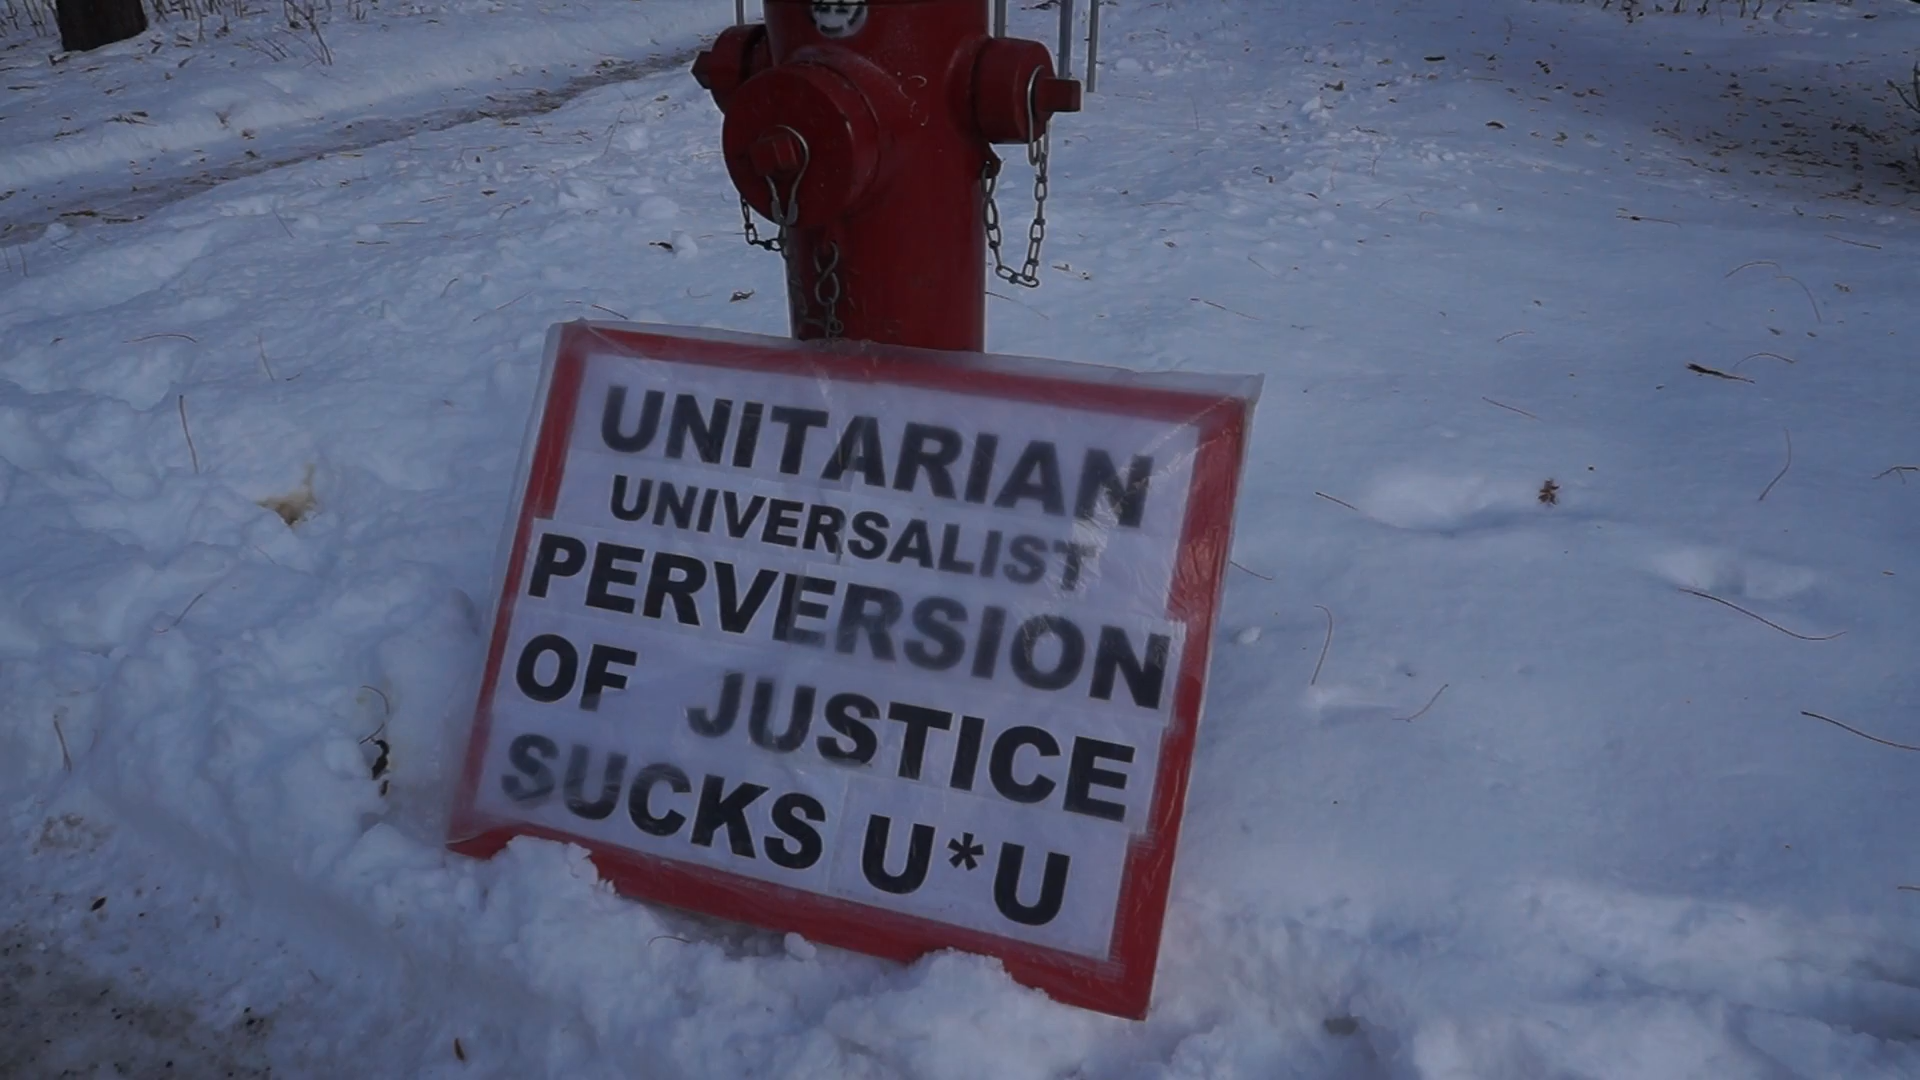 UNITARIAN
UNIVERSALIST
PERVERSION
OF JUSTICE
SUCKS U*U